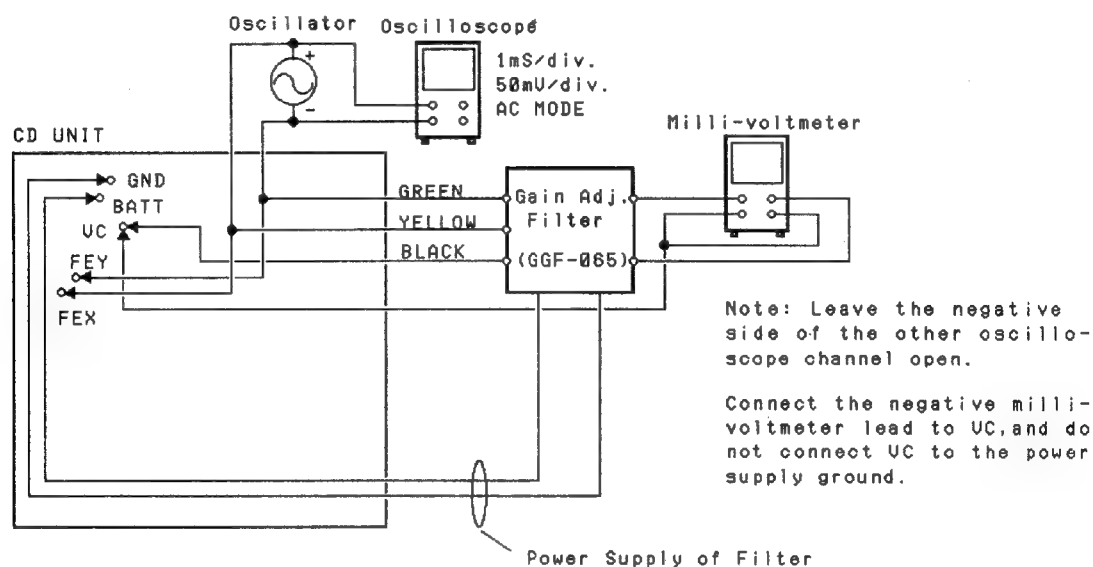 Oscillator
Oscilloscope
+
-
1mS/div.
50mV/div.
AC MODE
Milli-voltmeter
CD UNIT
GND
BATT
VC
FEY
FEX
GREEN
YELLOW
BLACK
Gain Adj.
Filter
(GGF-065)
Note: Leave the negative
side of the other oscillo-
scope channel open.
Connect the negative milli-
voltmeter lead to VC,and do
not connect VC to the power
supply ground.
Power Supply of Filter